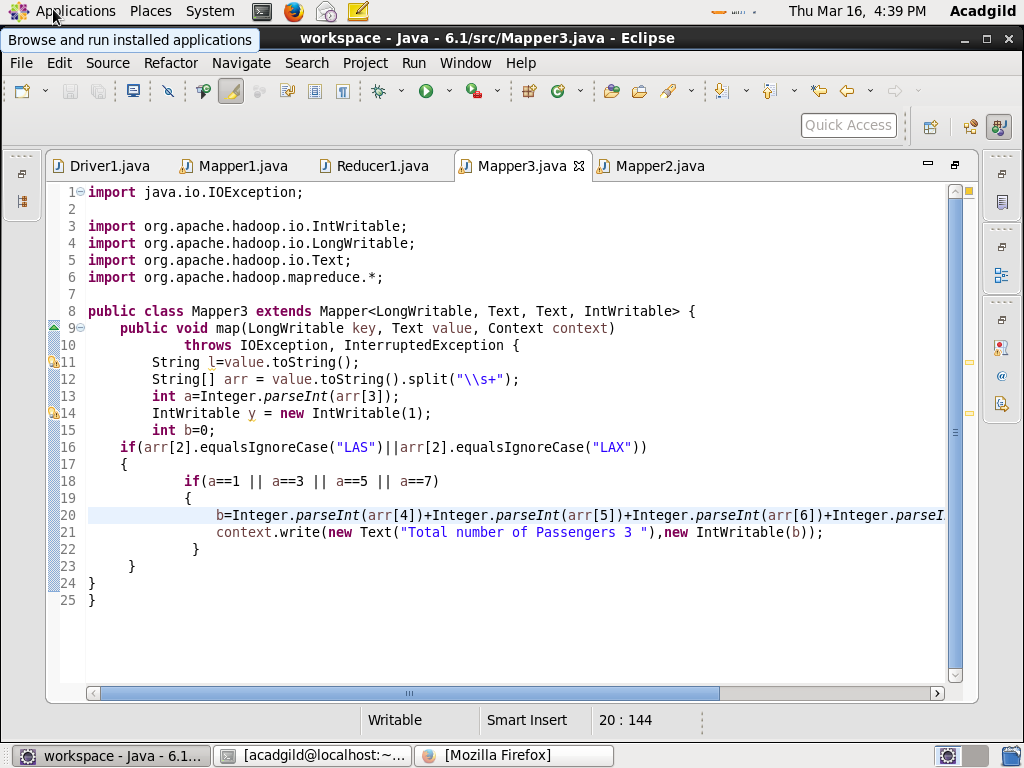 Applications Places System Thu Mar 16, 4:39 PM Acadgild
Browse and run installed applications
workspace - Java - 6.1/src/Mapper3.java - Eclipse
File Edit Source Refactor Navigate Search Project Run Window Help
Quick Access
Driver1.java Mapper1.java Reducer1.java Mapper3.java Mapper2.java
1 import java.io.IOException;
2
3 import org.apache.hadoop.io.IntWritable;
4 import org.apache.hadoop.io.LongWritable;
5 import org.apache.hadoop.io.Text;
6 import org.apache.hadoop.mapreduce.*;
7
8 public class Mapper3 extends Mapper<LongWritable, Text, Text, IntWritable> {
9 public void map(LongWritable key, Text value, Context context)
10 throws IOException, InterruptedException {
11 String l=value.toString();
12 String[] arr = value.toString().split("\\s+");
13 int a=Integer.parseInt(arr[3]);
14 IntWritable y = new IntWritable(1);
15 int b=0;
16 if(arr[2].equalsIgnoreCase("LAS")||arr[2].equalsIgnoreCase("LAX"))
17 {
18 if(a==1 || a==3 || a==5 || a==7)
19 {
20 b=Integer.parseInt(arr[4])+Integer.parseInt(arr[5])+Integer.parseInt(arr[6])+Integer.parseI
21 context.write(new Text("Total number of Passengers 3 "),new IntWritable(b));
22 }
23 }
24 }
25 }
Writable Smart Insert 20 : 144
workspace - Java - 6.1... [acadgild@localhost:~... [Mozilla Firefox]